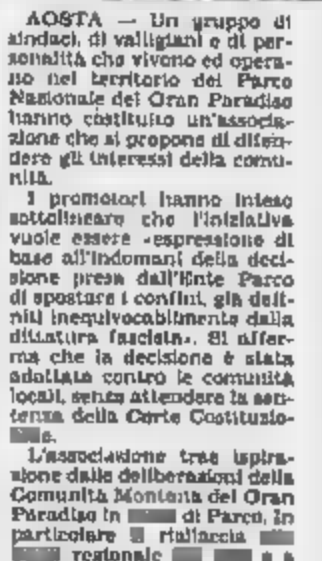 AOSTA — Un gruppo di
sindaci, di valligiani e di per-
sonalità che vivono ed opera-
no nel territorio del Parco
Nazionale del Gran Paradiso
hanno costituito un'associa-
zione che si propone di difen-
dere gli interessi della comu-
nità.
I promotori hanno inteso
sottolineare che l'iniziativa
vuole essere «espressione di
base all'indomani della deci-
sione presa dall'Ente Parco
di spostare i confini, già defi-
niti inequivocabilmente dalla
dittatura fascista». Si affer-
ma che la decisione è stata
adottata contro le comunità
locali, senza attendere la sen-
tenza della Corte Costituzio-
L'associazione trae ispira-
zione dalle deliberazioni della
Comunità Montana del Gran
Paradiso in di Parco, in
particolare riallaccia
regionale